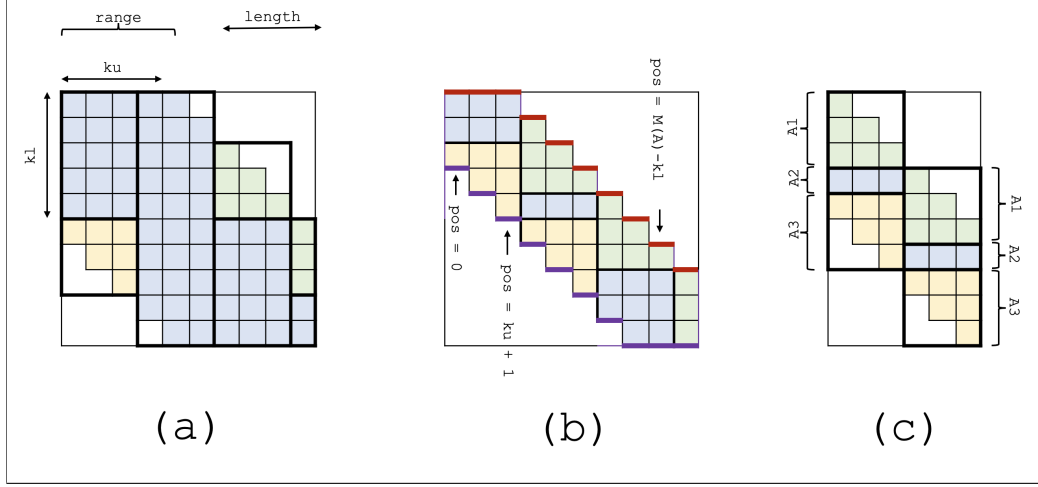 range
length
ku
kl
pos = M(A)-kl
pos = 0
pos = ku + 1
A1
A2
A3
A1
A2
A3
(a)
(b)
(c)